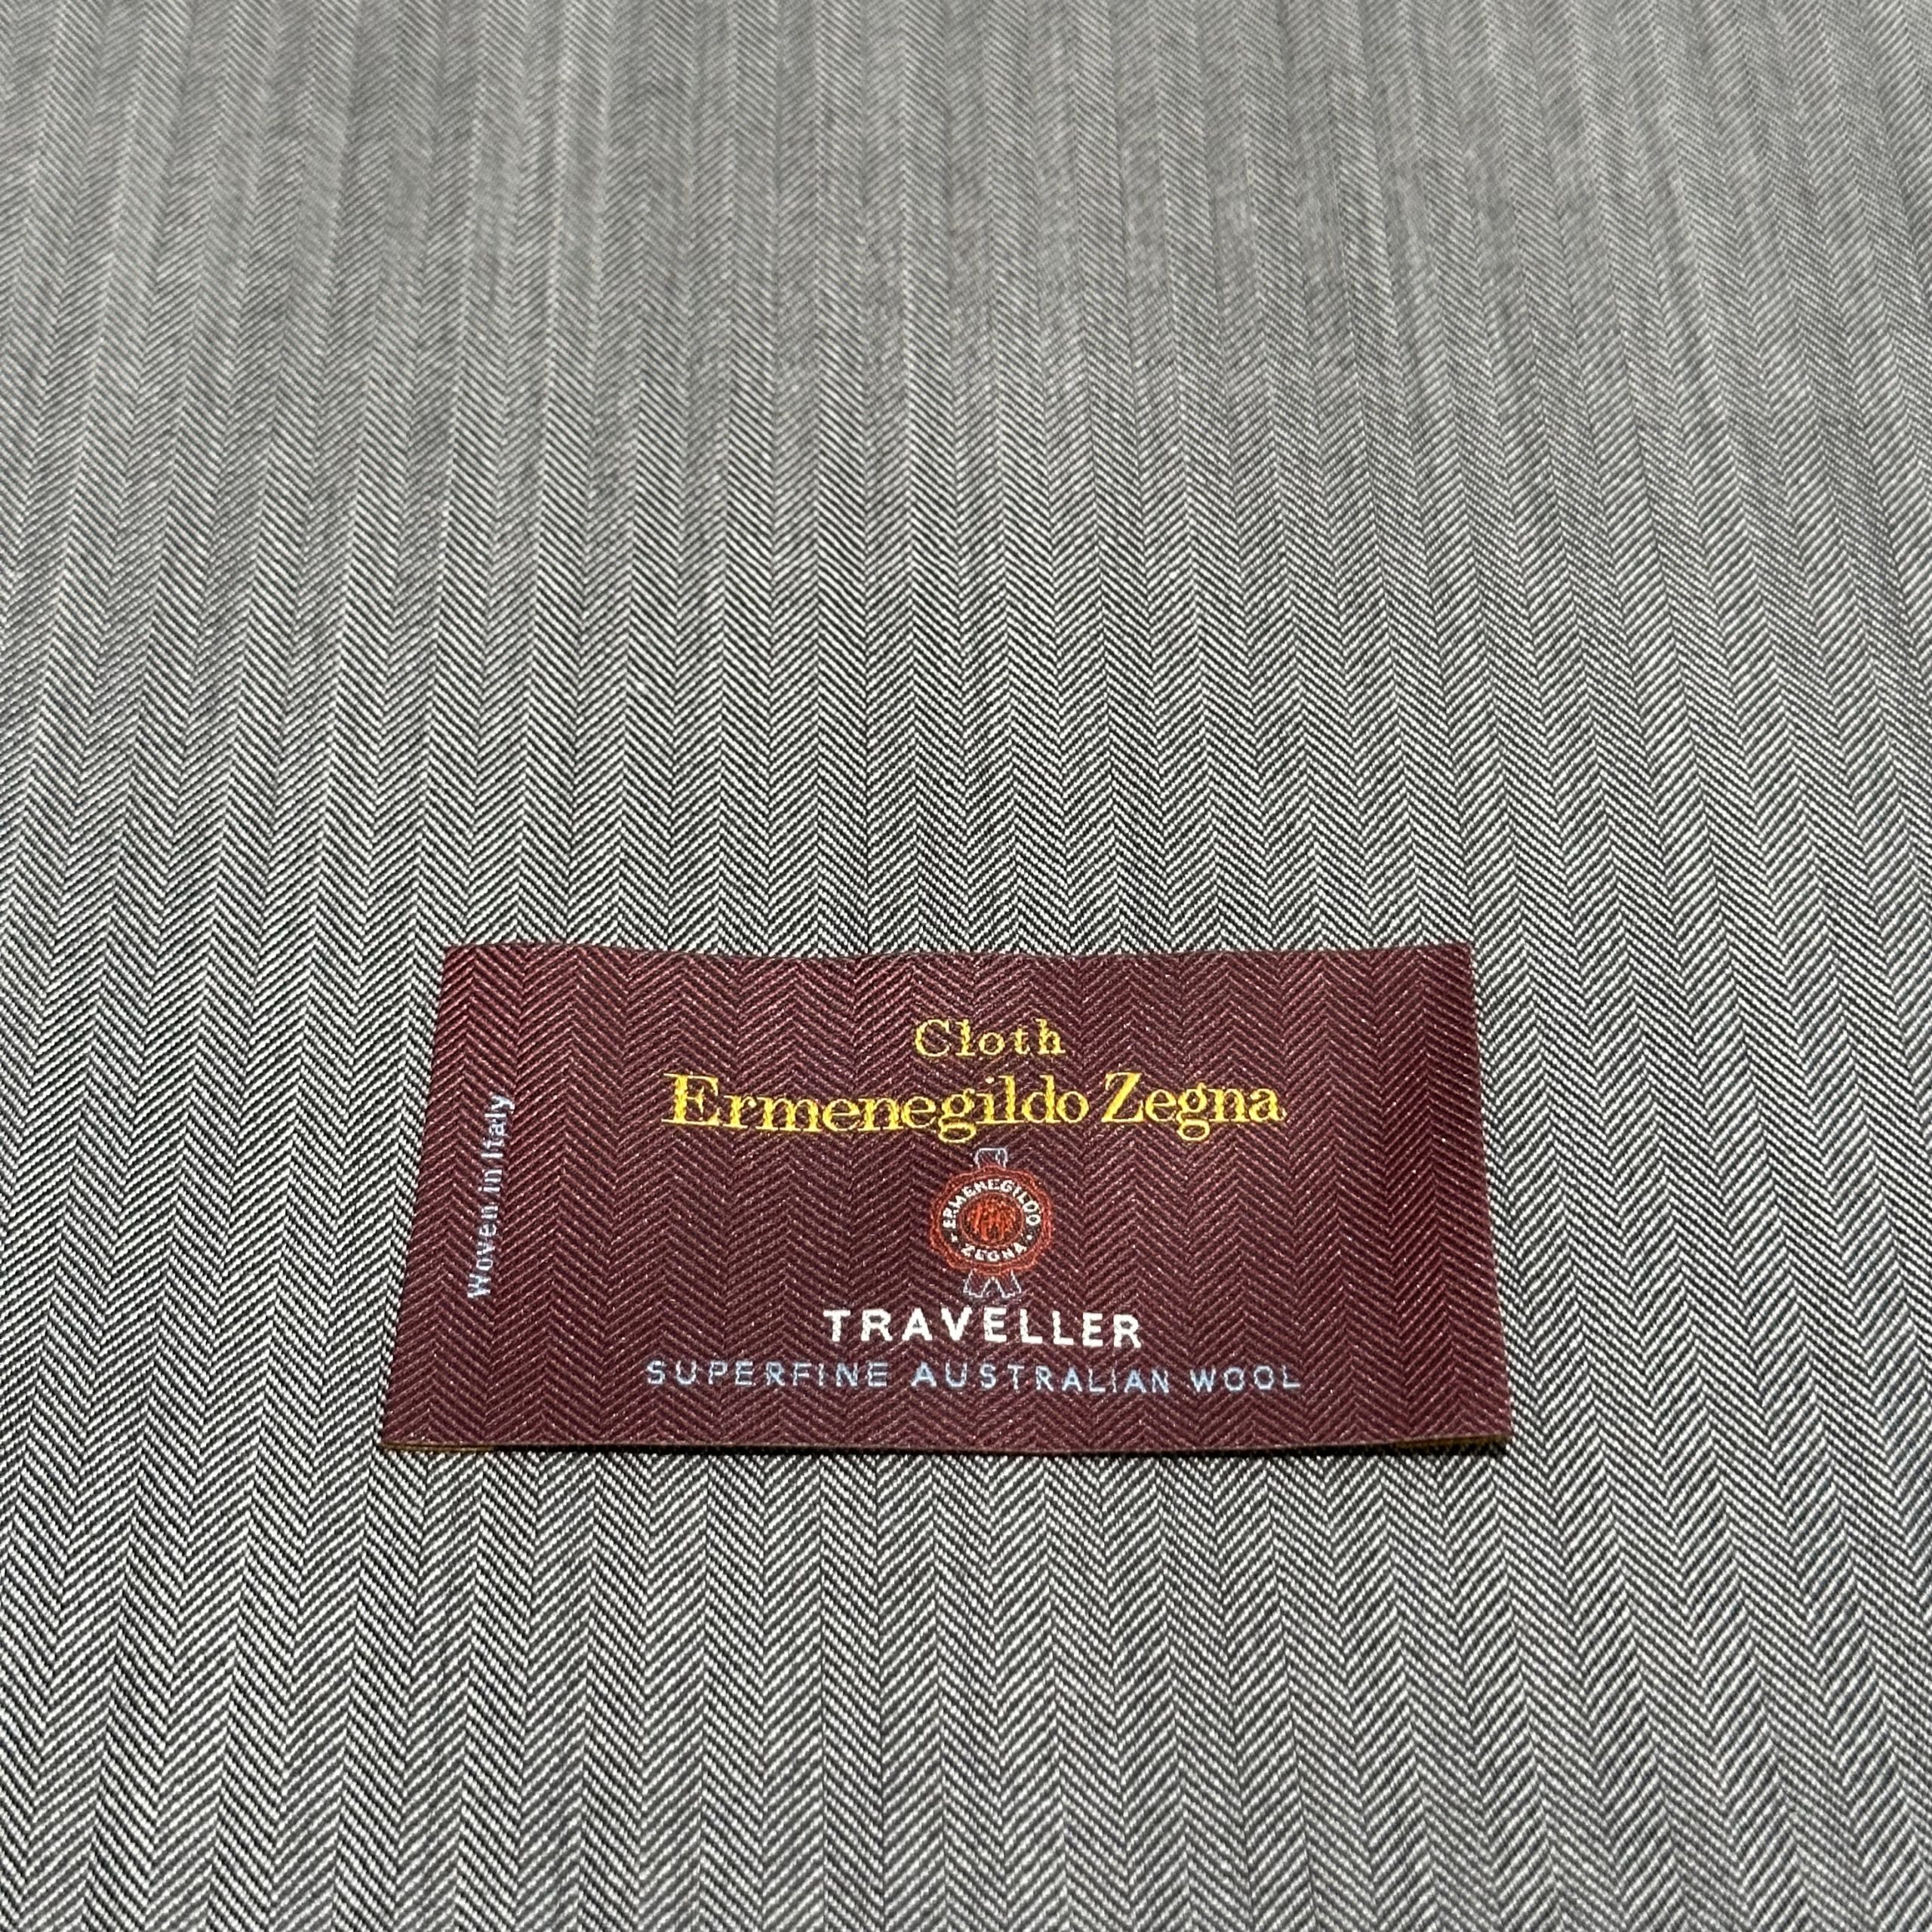 Cloth
Ermenegildo Zegna
ERMENEGILDO
ZEGNA
TRAVELLER
SUPERFINE AUSTRALIAN WOOL
Woven in Italy